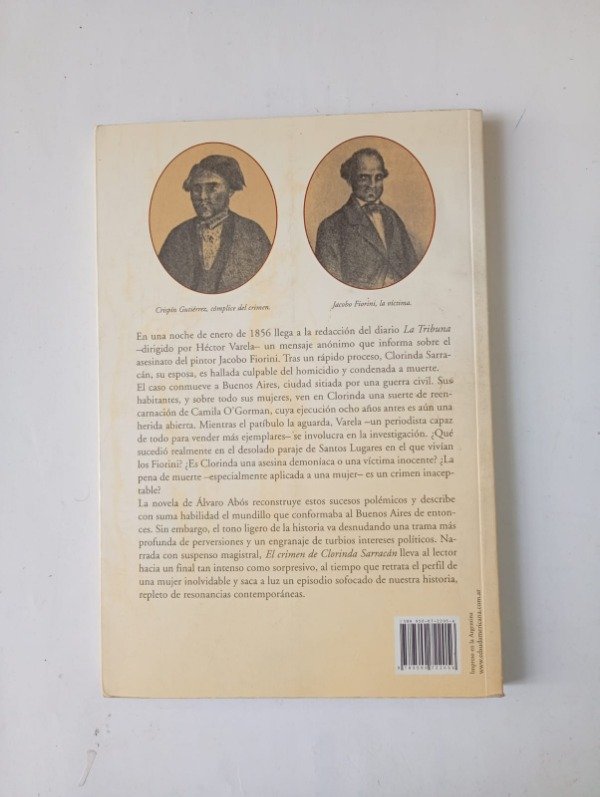 Crispín Gutiérrez, cómplice del crimen.
Jacobo Fiorini, la víctima.
En una noche de enero de 1856 llega a la redacción del diario La Tribuna
–dirigido por Héctor Varela– un mensaje anónimo que informa sobre el
asesinato del pintor Jacobo Fiorini. Tras un rápido proceso, Clorinda Sarra-
cán, su esposa, es hallada culpable del homicidio y condenada a muerte.
El caso conmueve a Buenos Aires, ciudad sitiada por una guerra civil. Sus
habitantes, y sobre todo sus mujeres, ven en Clorinda una suerte de reen-
carnación de Camila O'Gorman, cuya ejecución ocho años antes es aún una
herida abierta. Mientras el patíbulo la aguarda, Varela –un periodista capaz
de todo para vender más ejemplares– se involucra en la investigación. ¿Qué
sucedió realmente en el desolado paraje de Santos Lugares en el que vivían
los Fiorini? ¿Es Clorinda una asesina demoníaca o una víctima inocente? ¿La
pena de muerte –especialmente aplicada a una mujer– es un crimen inacep-
table?
La novela de Álvaro Abós reconstruye estos sucesos polémicos y describe
con suma habilidad el mundillo que conformaba al Buenos Aires de enton-
ces. Sin embargo, el tono ligero de la historia va desnudando una trama más
profunda de perversiones y un engranaje de turbios intereses políticos. Na-
rrada con suspenso magistral, El crimen de Clorinda Sarracán lleva al lector
hacia un final tan intenso como sorpresivo, al tiempo que retrata el perfil de
una mujer inolvidable y saca a luz un episodio sofocado de nuestra historia,
repleto de resonancias contemporáneas.
Impreso en la Argentina
www.edsudamericana.com.ar